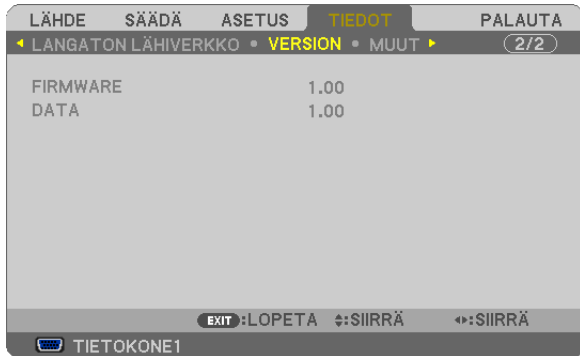 LÄHDE SÄÄDÄ ASETUS TIEDOT PALAUTA
LANGATON LÄHIVERKKO • VERSION • MUUT 2/2
FIRMWARE 1.00
DATA 1.00
EXIT :LOPETA :SIIRRÄ :SIIRRÄ
TIETOKONE1